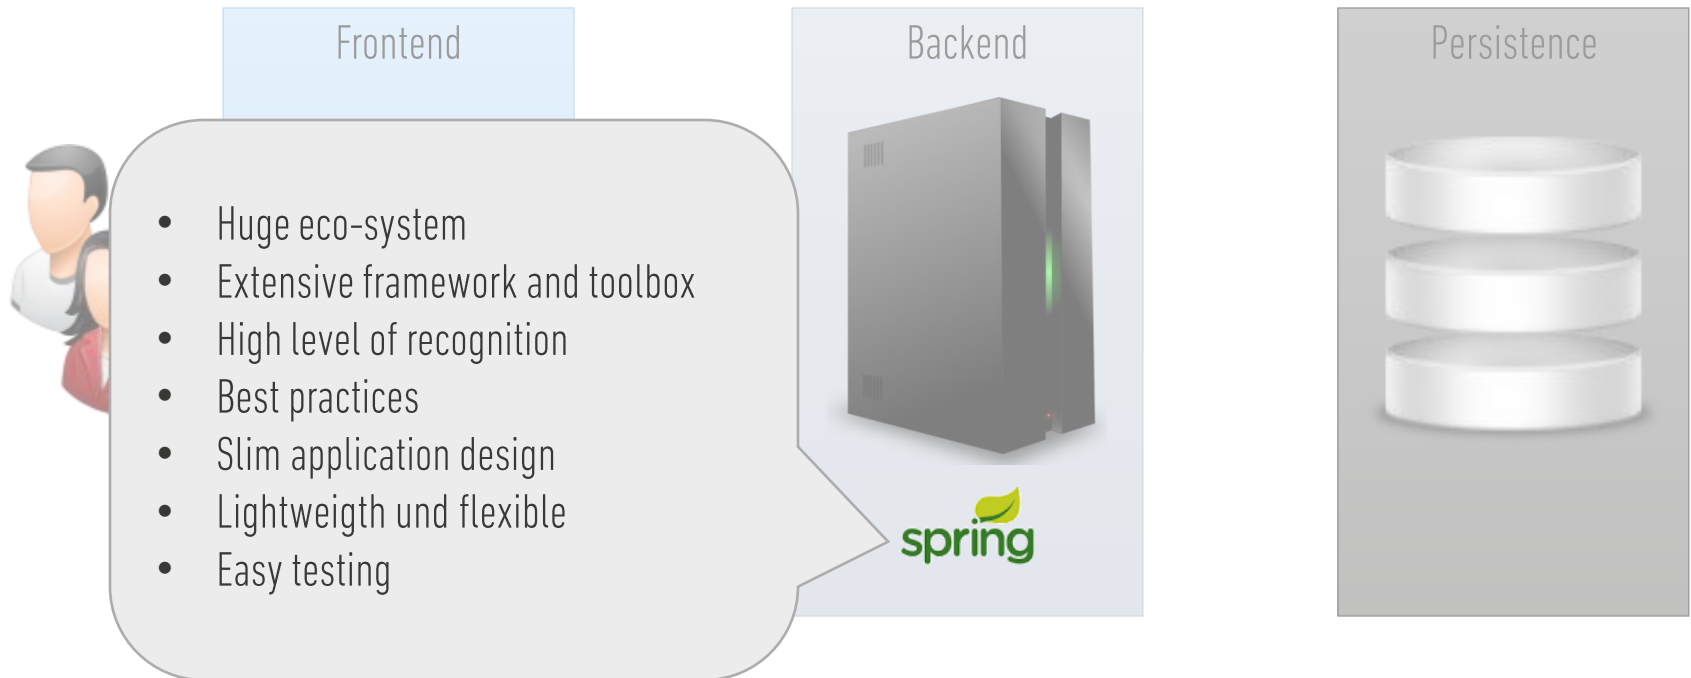 Frontend
Backend
Persistence
• Huge eco-system
• Extensive framework and toolbox
• High level of recognition
• Best practices
• Slim application design
• Lightweigth und flexible
• Easy testing
spring